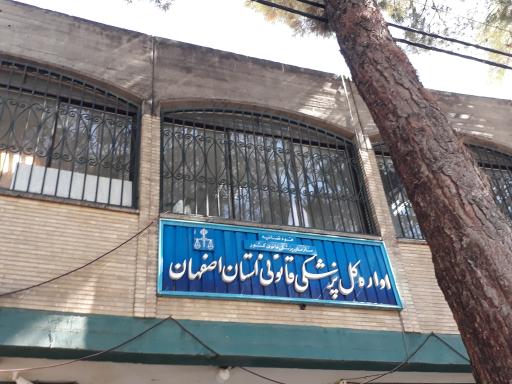 قوه قضائیه
سازمان پزشکی قانونی کشور
اداره کل پزشکی قانونی استان اصفهان